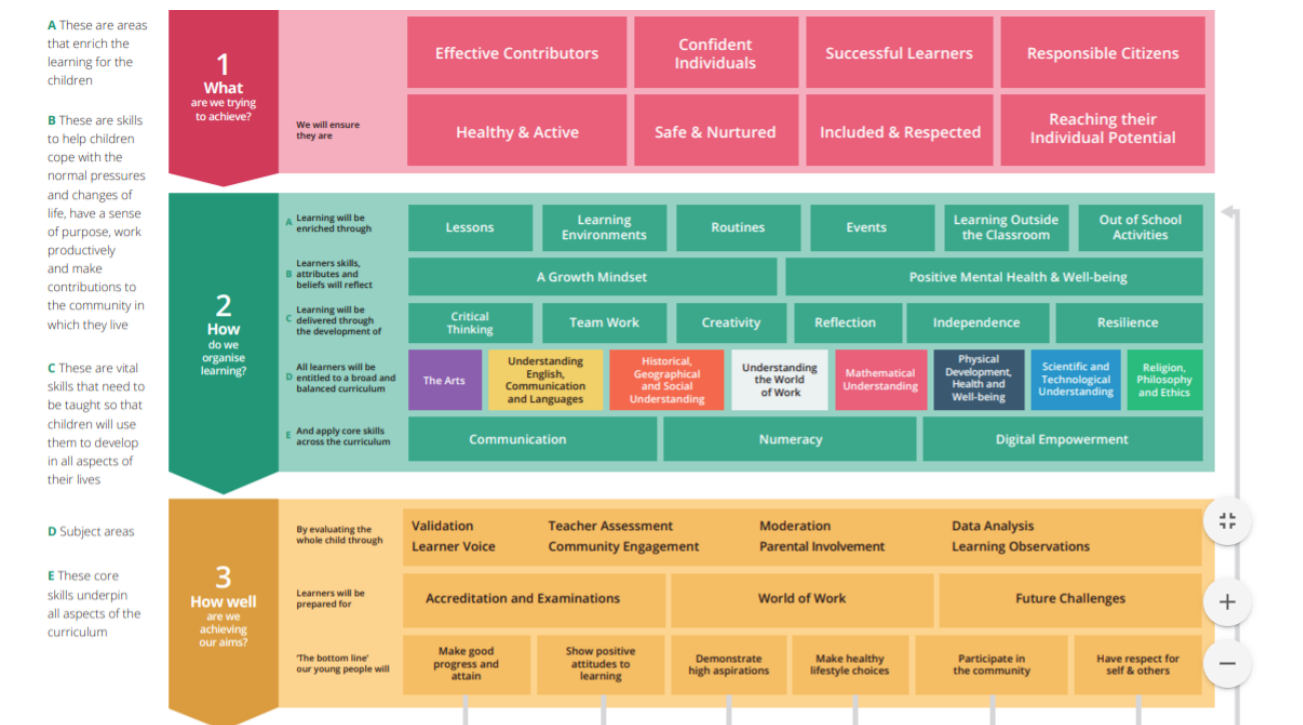 A These are areas
that enrich the
learning for the
children
B These are skills
to help children
cope with the
normal pressures
and changes of
life, have a sense
of purpose, work
productively
and make
contributions to
the community in
which they live
C These are vital
skills that need to
be taught so that
children will use
them to develop
in all aspects of
their lives
D Subject areas
E These core
skills underpin
all aspects of the
curriculum
1
What
are we trying
to achieve?
Effective Contributors
Confident
Individuals
Successful Learners
Responsible Citizens
We will ensure
they are
Healthy & Active
Safe & Nurtured
Included & Respected
Reaching their
Individual Potential
2
How
do we
organise
learning?
A Learning will be
enriched through
Lessons
Learning
Environments
Routines
Events
Learning Outside
the Classroom
Out of School
Activities
Learners skills,
B attributes and
beliefs will reflect
A Growth Mindset
Positive Mental Health & Well-being
Learning will be
C delivered through
the development of
Critical
Thinking
Team Work
Creativity
Reflection
Independence
Resilience
All learners will be
D entitled to a broad and
balanced curriculum
The Arts
Understanding
English,
Communication
and Languages
Historical,
Geographical
and Social
Understanding
Understanding
the World
of Work
Mathematical
Understanding
Physical
Development,
Health and
Well-being
Scientific and
Technological
Understanding
Religion,
Philosophy
and Ethics
E And apply core skills
across the curriculum
Communication
Numeracy
Digital Empowerment
3
How well
are we
achieving
our aims?
By evaluating the
whole child through
Validation
Teacher Assessment
Moderation
Data Analysis
Learner Voice
Community Engagement
Parental Involvement
Learning Observations
Learners will be
prepared for
Accreditation and Examinations
World of Work
Future Challenges
'The bottom line'
our young people will
Make good
progress and
attain
Show positive
attitudes to
learning
Demonstrate
high aspirations
Make healthy
lifestyle choices
Participate in
the community
Have respect for
self & others